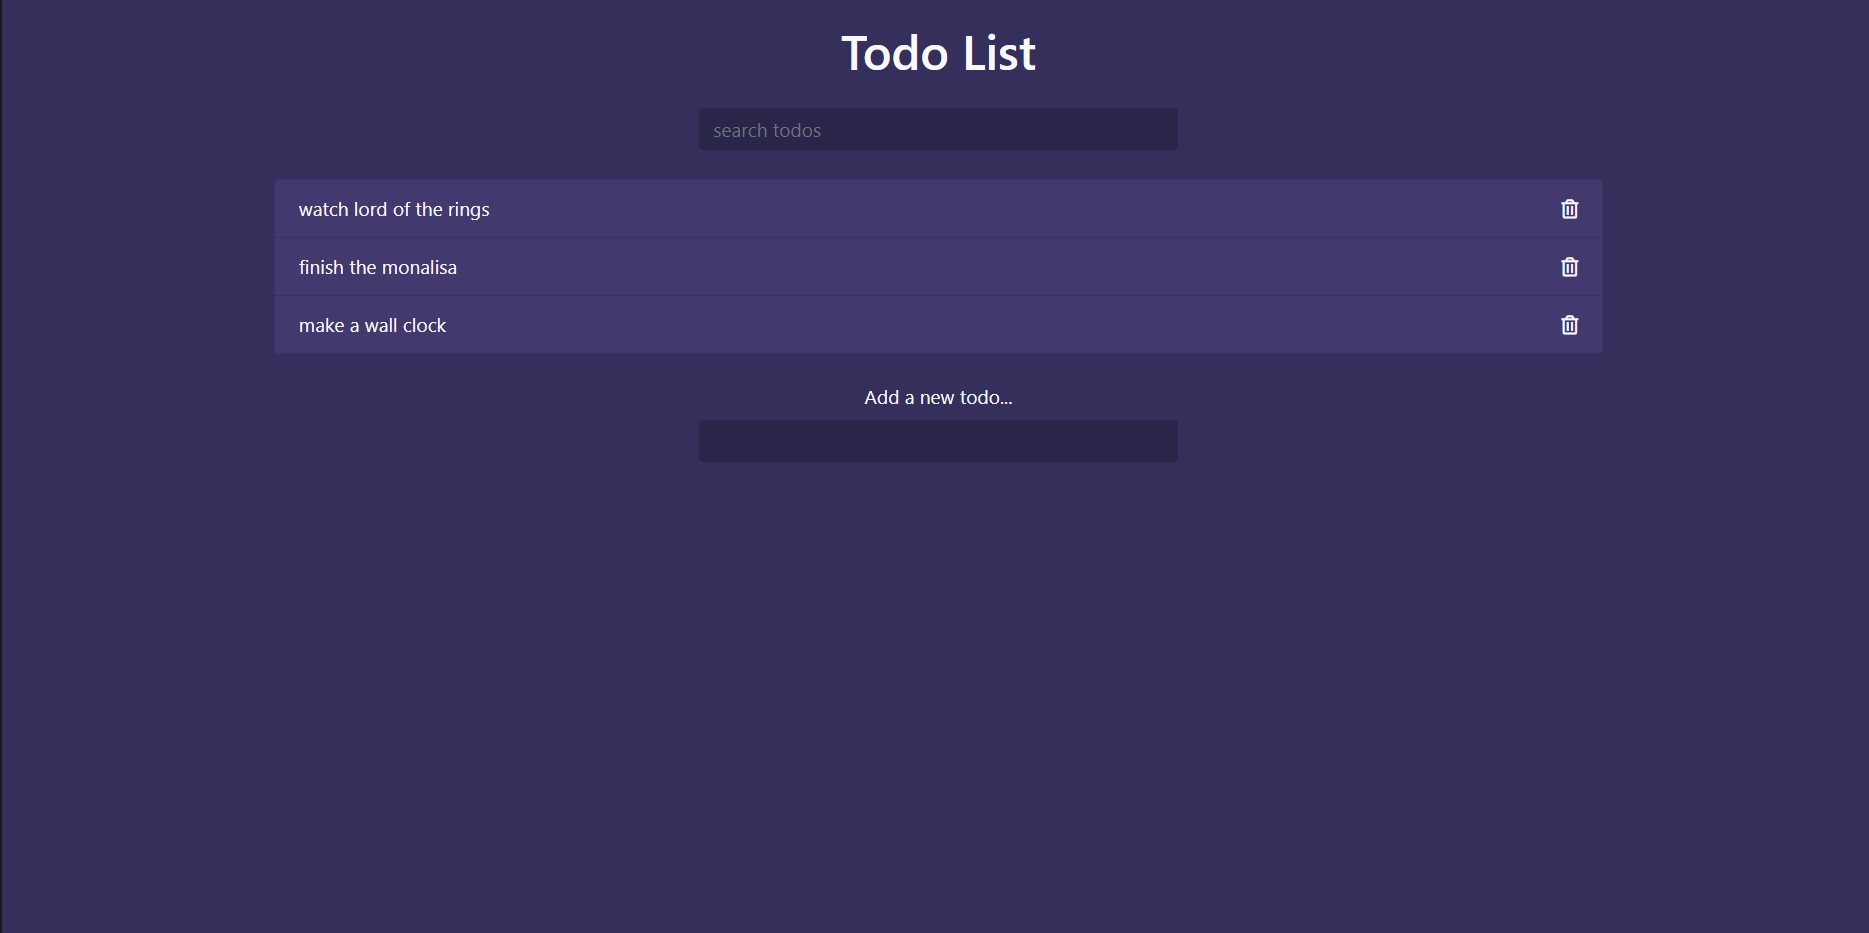 Todo List
search todos
watch lord of the rings
finish the monalisa
make a wall clock
Add a new todo...